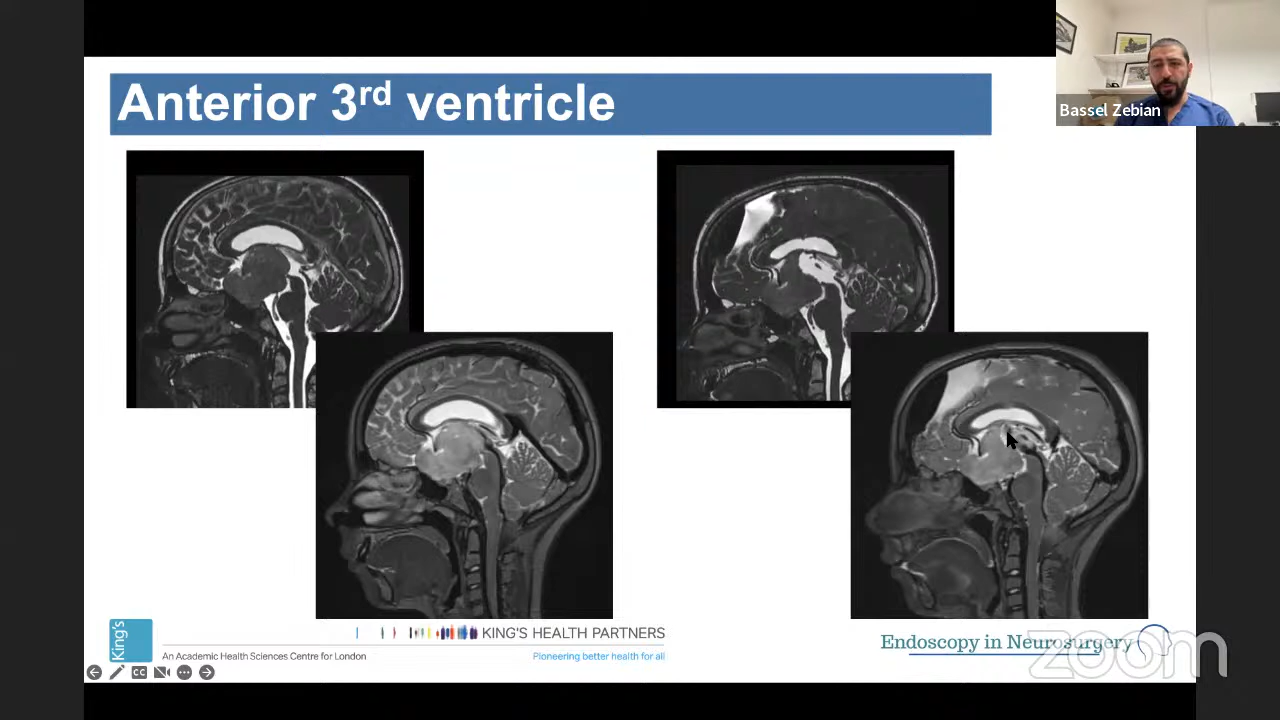 Anterior 3rd ventricle
Bassel Zebian
King's
KING'S HEALTH PARTNERS
An Academic Health Sciences Centre for London
Pioneering better health for all
Endoscopy in Neurosurgery
CC
zoom